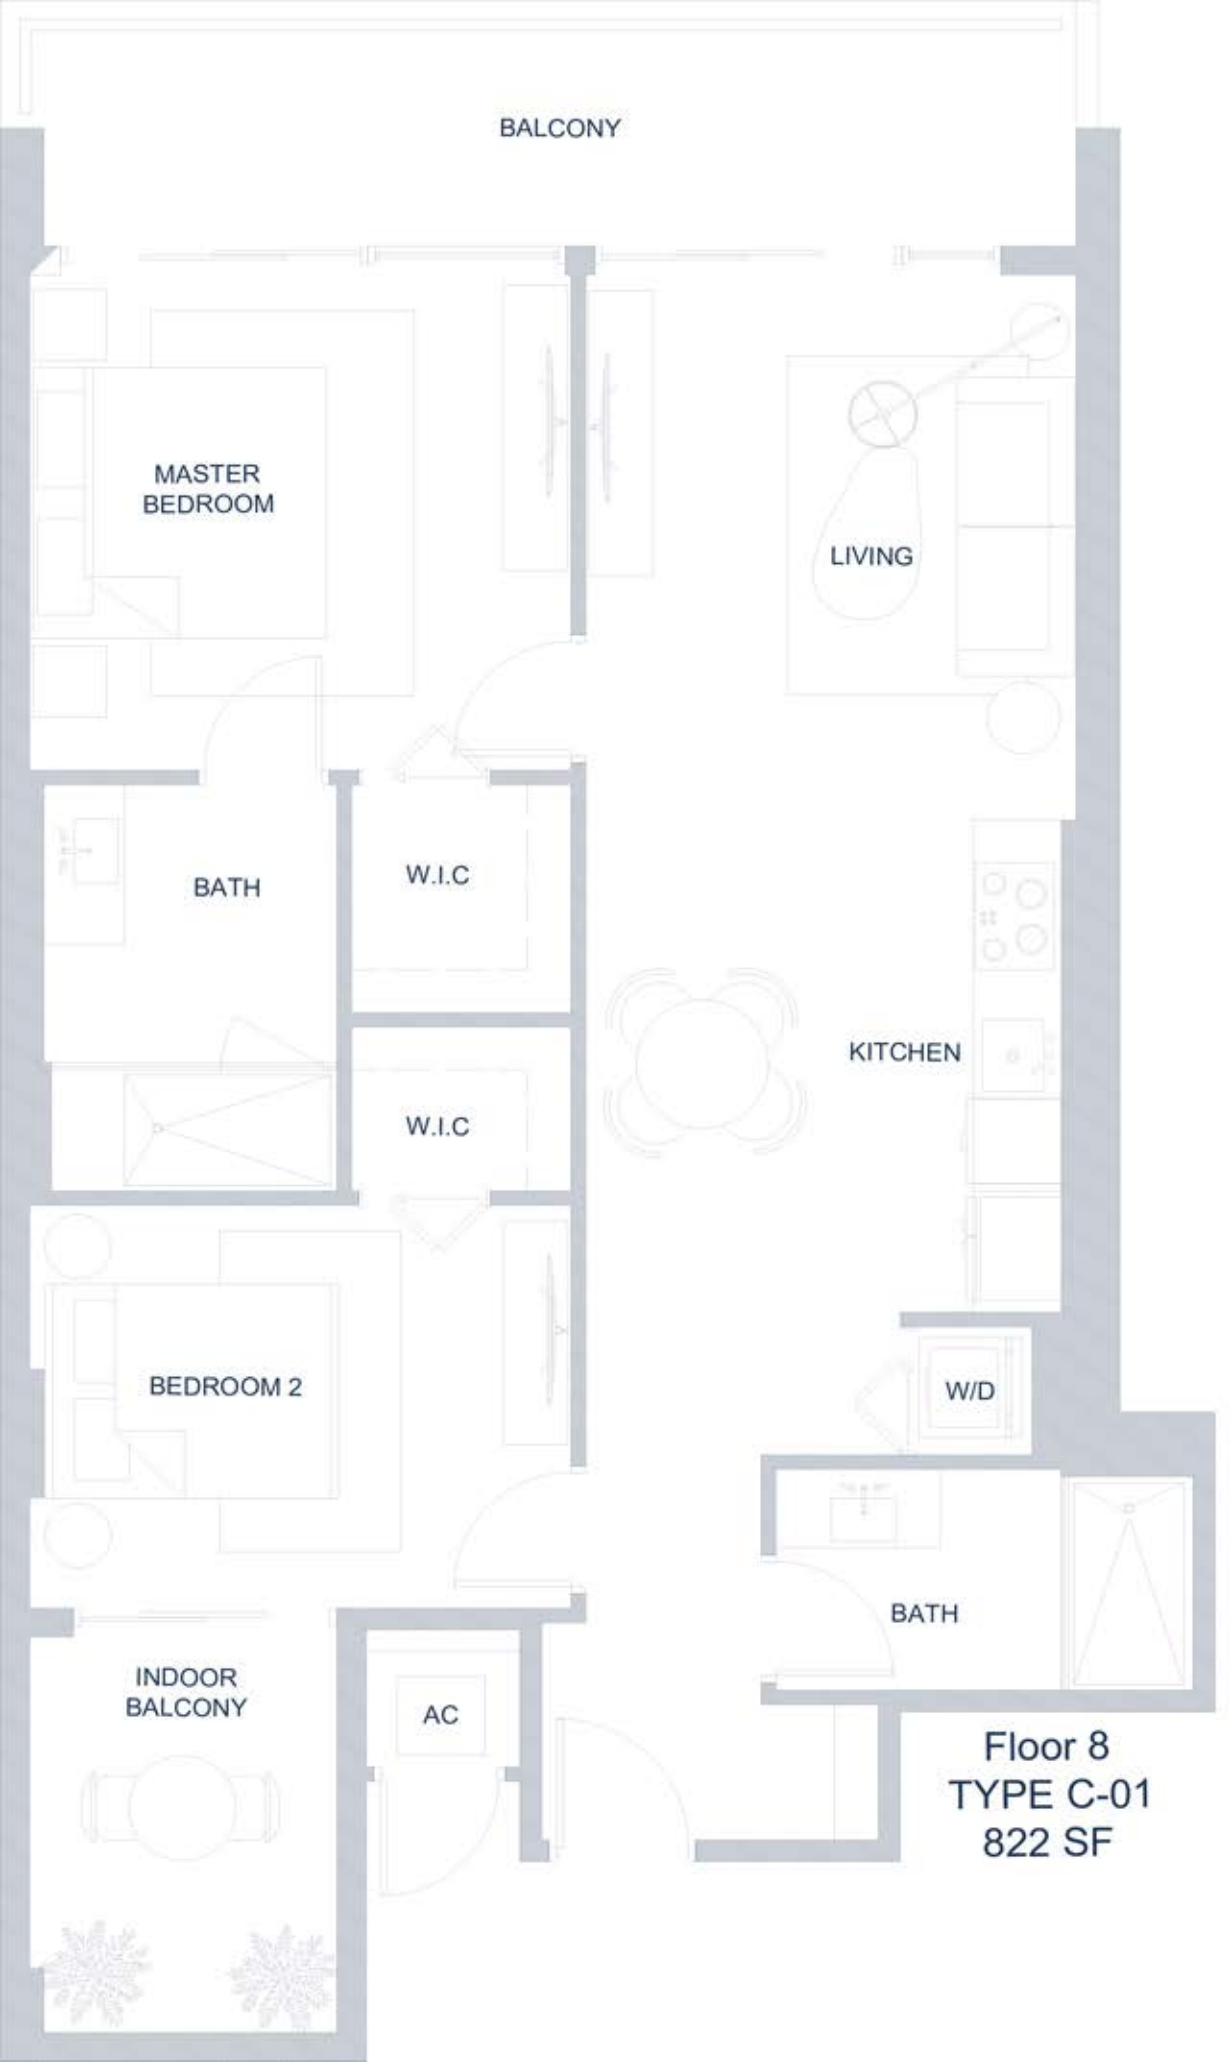 BALCONY
MASTER
BEDROOM
LIVING
BATH
W.I.C
KITCHEN
W.I.C
BEDROOM 2
W/D
BATH
INDOOR
BALCONY
AC
Floor 8
TYPE C-01
822 SF